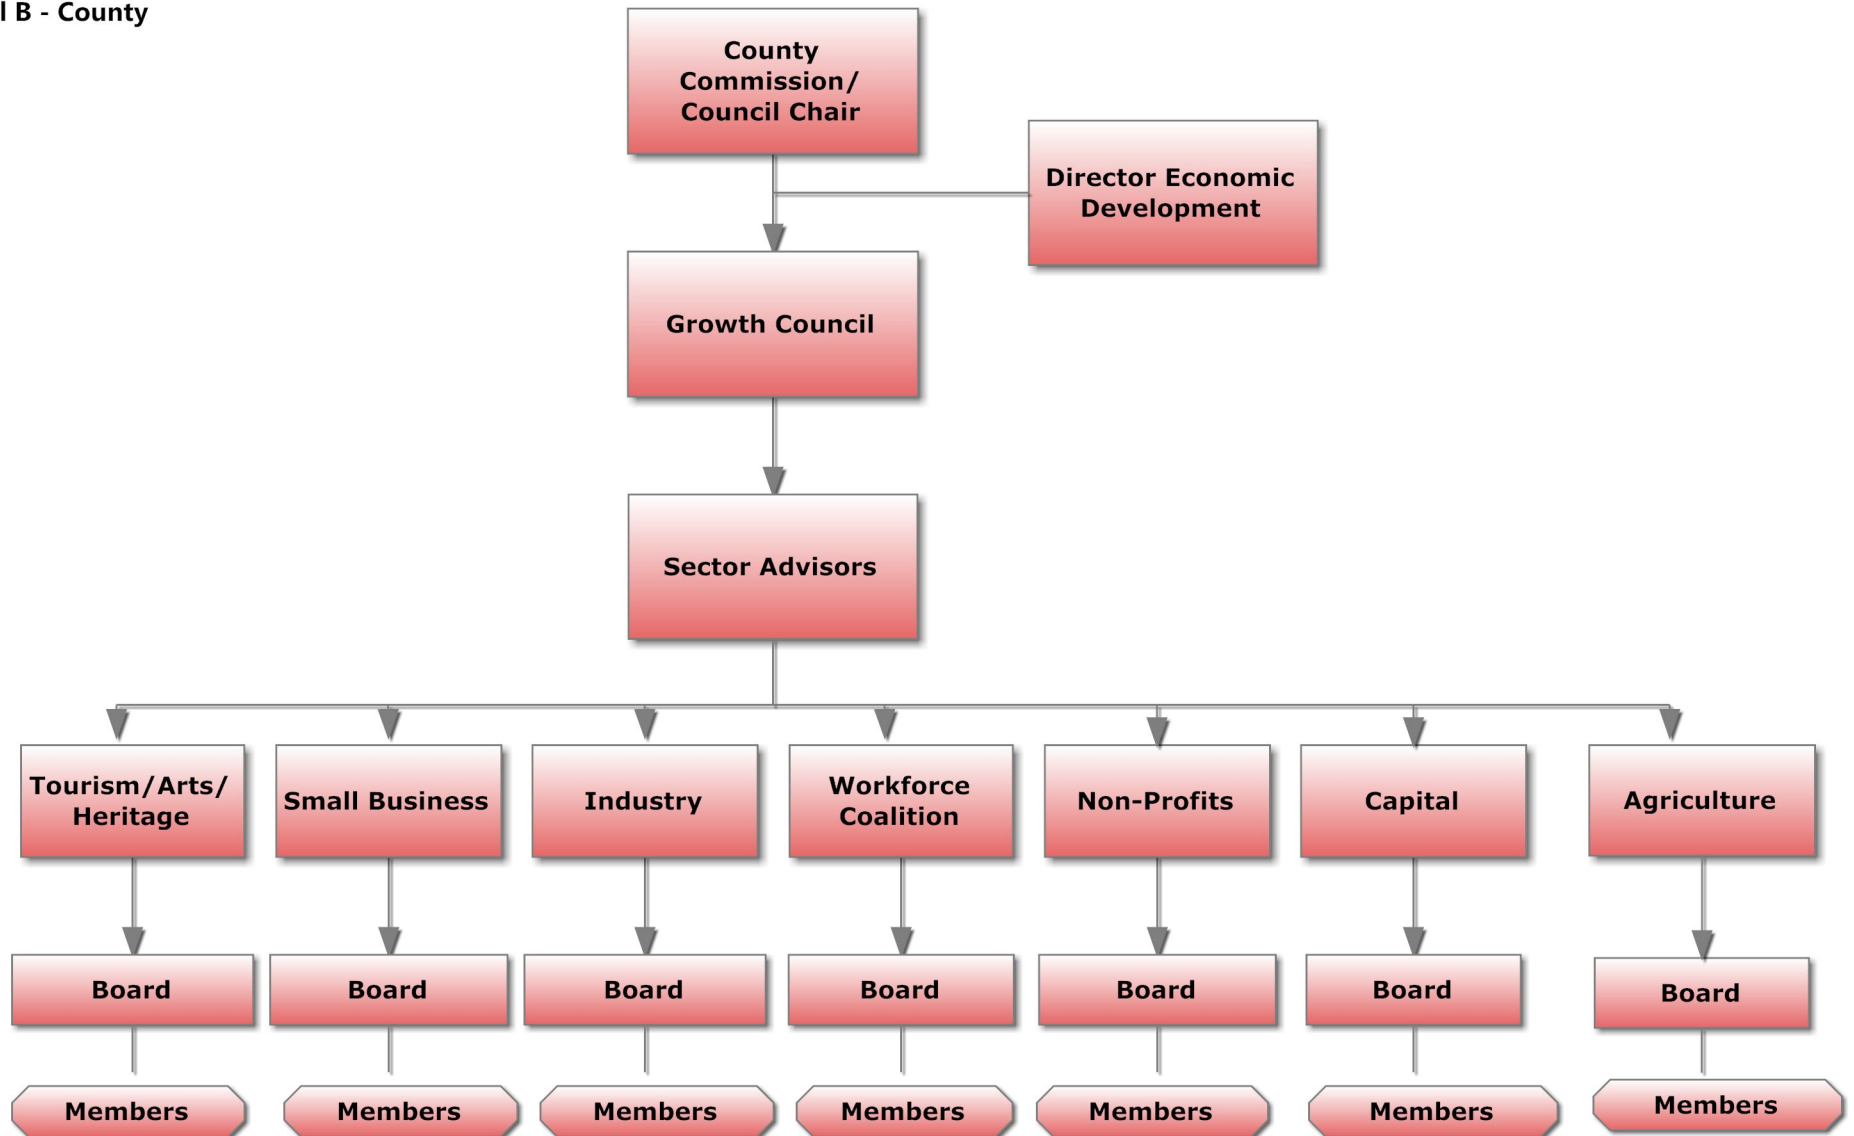 l B - County
County
Commission/
Council Chair
Director Economic
Development
Growth Council
Sector Advisors
Tourism/Arts/
Heritage
Small Business
Industry
Workforce
Coalition
Non-Profits
Capital
Agriculture
Board
Board
Board
Board
Board
Board
Board
Members
Members
Members
Members
Members
Members
Members